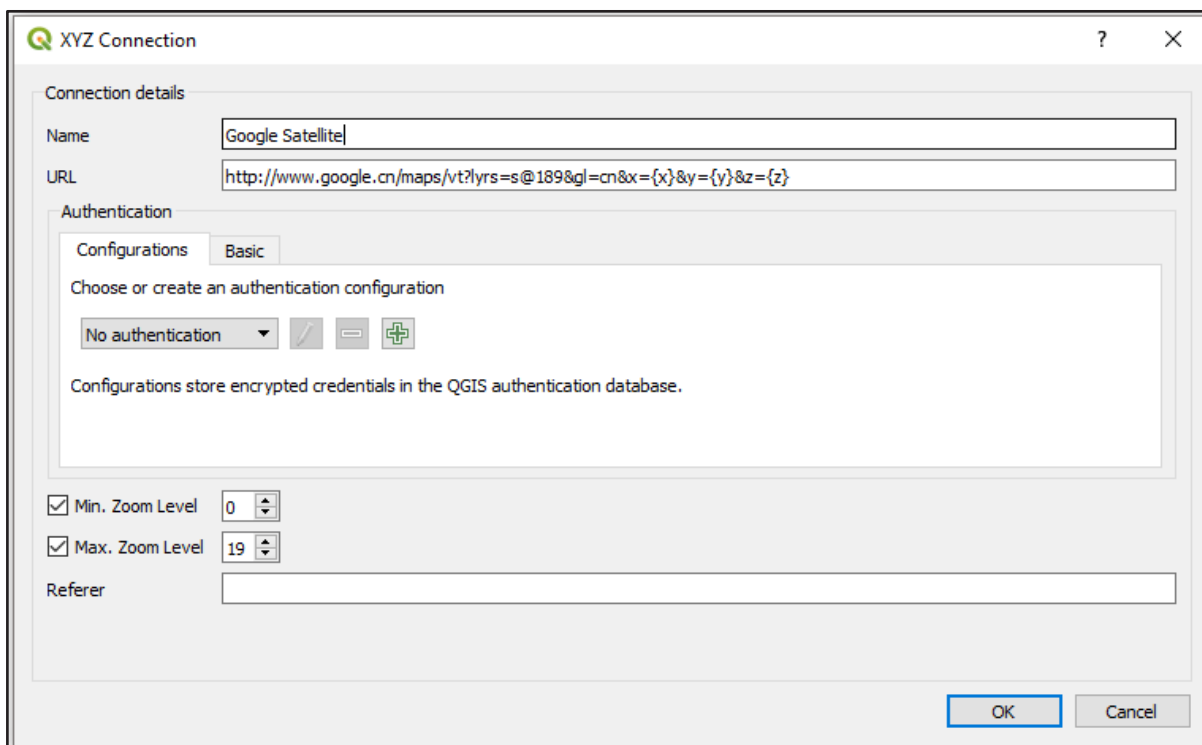 XYZ Connection ?
Connection details
Name Google Satellite
URL http://www.google.cn/maps/vt?lyrs=s@189&gl=cn&x={x}&y={y}&z={z}
Authentication
Configurations Basic
Choose or create an authentication configuration
No authentication
Configurations store encrypted credentials in the QGIS authentication database.
Min. Zoom Level 0
Max. Zoom Level 19
Referer
OK Cancel